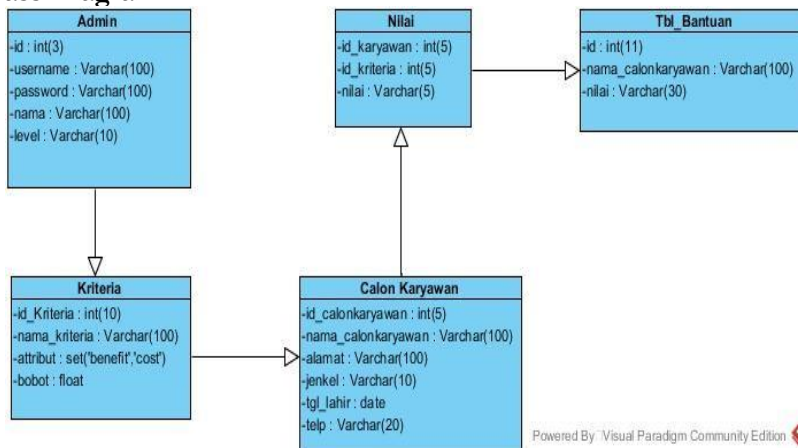 Admin
-id : int(3)
-username : Varchar(100)
-password : Varchar(100)
-nama : Varchar(100)
-level : Varchar(10)
Nilai
-id_karyawan : int(5)
-id_kriteria : int(5)
-nilai : Varchar(5)
Tbl_Bantuan
-id : int(11)
-nama_calonkaryawan : Varchar(100)
-nilai : Varchar(30)
Kriteria
-id_Kriteria : int(10)
-nama_kriteria : Varchar(100)
-attribut : set('benefit','cost')
-bobot : float
Calon Karyawan
-id_calonkaryawan : int(5)
-nama_calonkaryawan : Varchar(100)
-alamat : Varchar(100)
-jenkel : Varchar(10)
-tgl_lahir : date
-telp : Varchar(20)
Powered By Visual Paradigm Community Edition